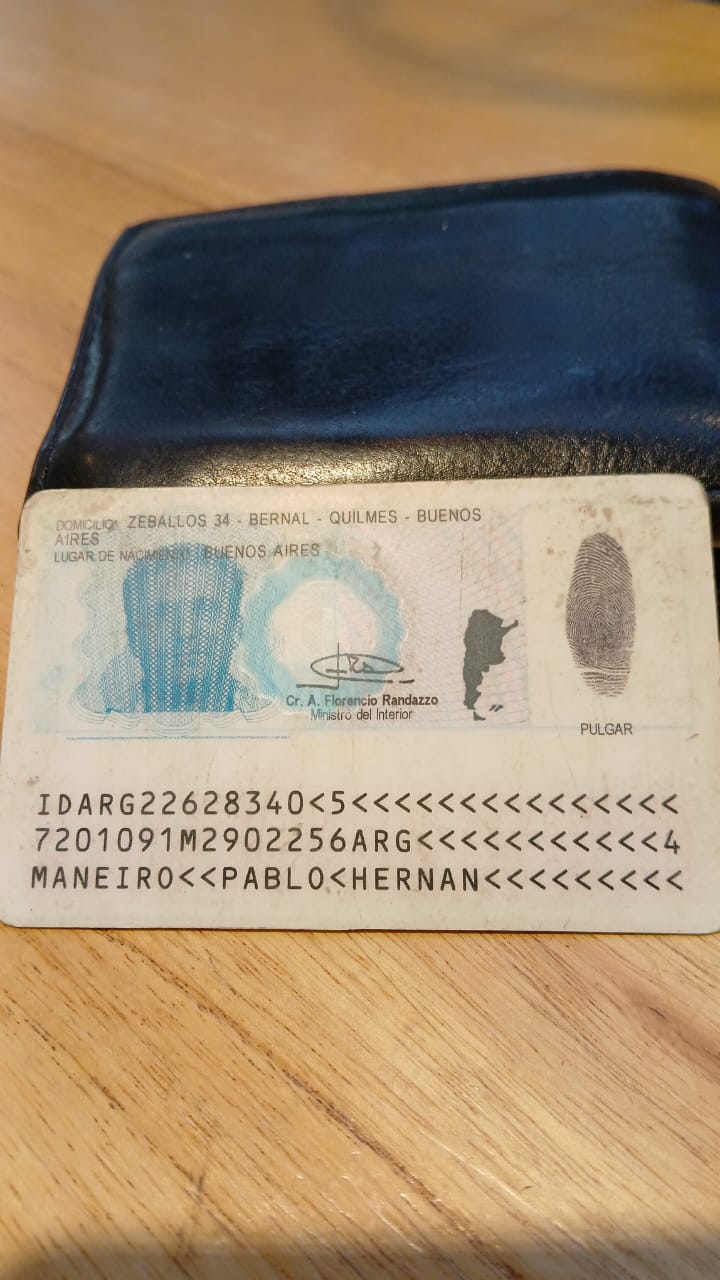 DOMICILIO: ZEBALLOS 34 - BERNAL - QUILMES - BUENOS
AIRES
LUGAR DE NACIMIENTO: BUENOS AIRES
Cr. A. Florencio Randazzo
Ministro del Interior
PULGAR
IDARG22628340<5<<<<<<<<<<<<<<<
7201091M2902256ARG<<<<<<<<<<<4
MANEIRO<<PABLO<HERNAN<<<<<<<<<